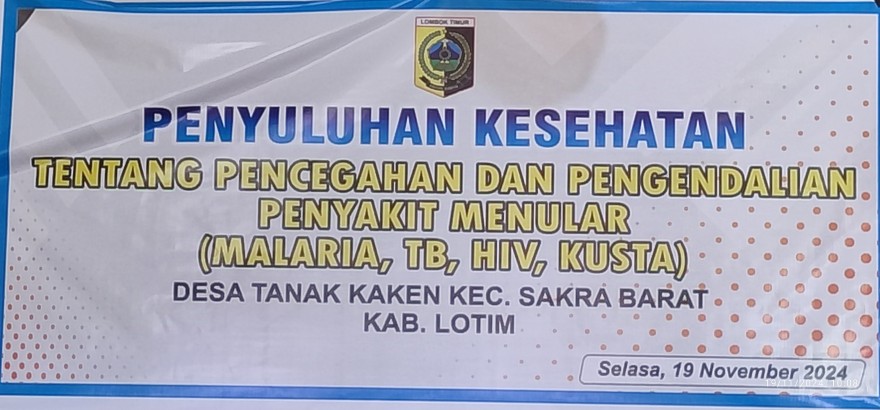 LOMBOK TIMUR
PENYULUHAN KESEHATAN
TENTANG PENCEGAHAN DAN PENGENDALIAN
PENYAKIT MENULAR
(MALARIA, TB, HIV, KUSTA)
DESA TANAK KAKEN KEC. SAKRA BARAT
KAB. LOTIM
Selasa, 19 November 2024